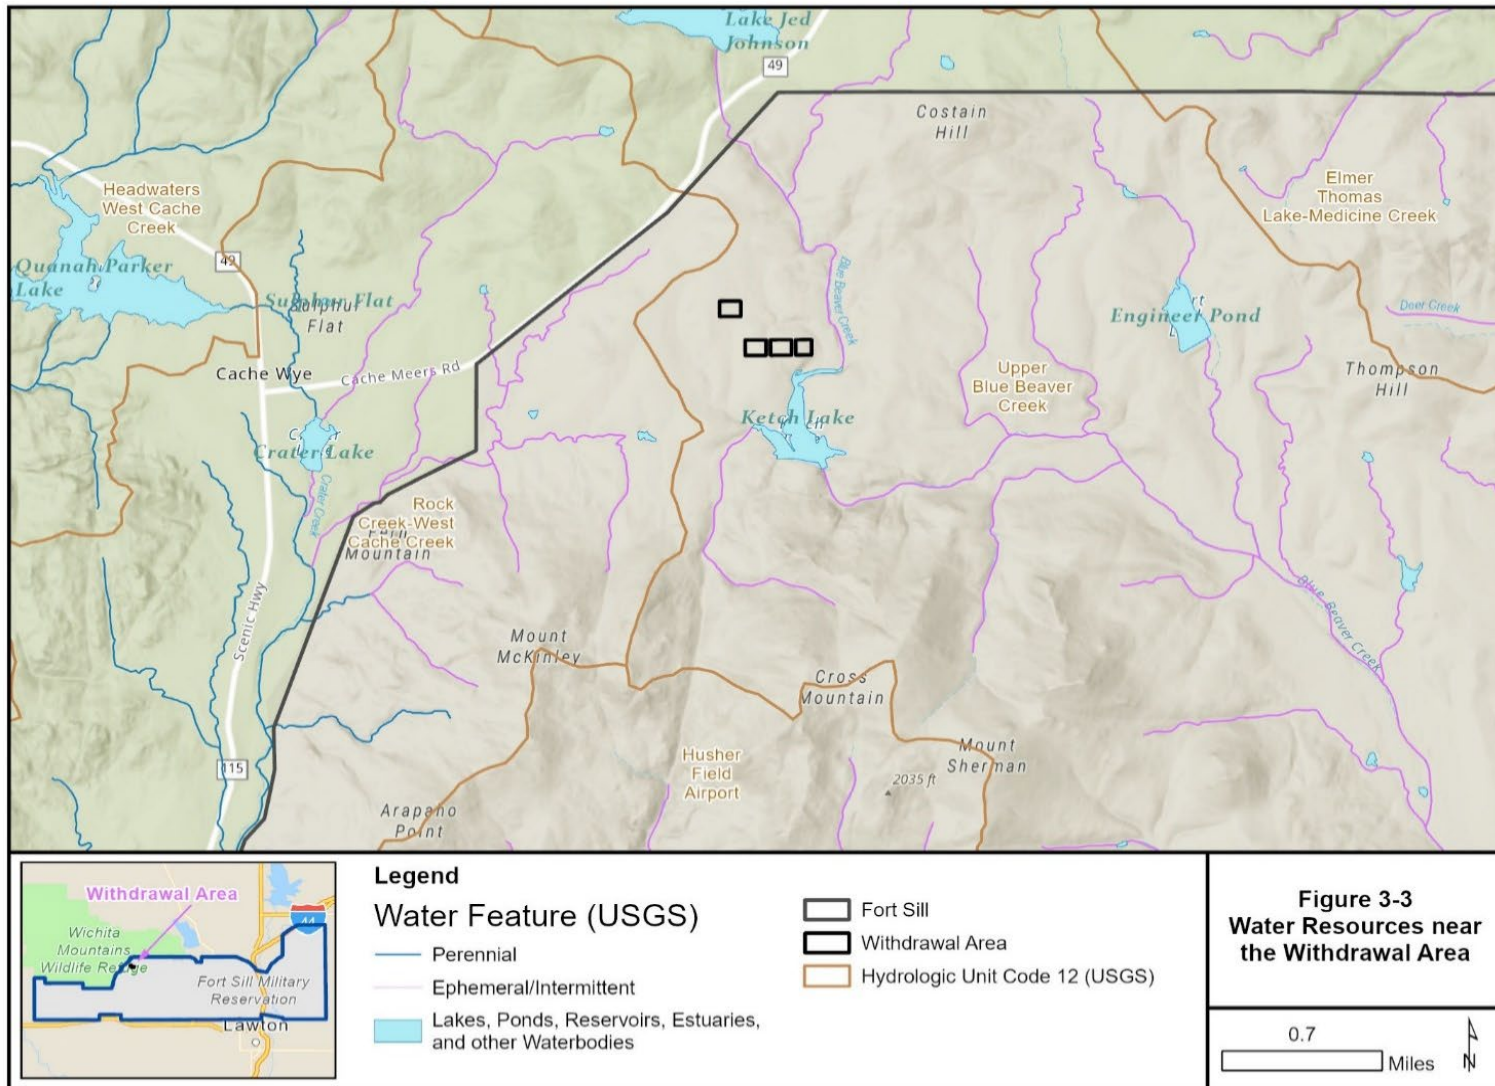 Lake Jed
Johnson
49
Costain
Hill
Headwaters
West Cache
Creek
Elmer
Thomas
Lake-Medicine Creek
49
Quanah Parker
Lake
Sulphur Flat
Sulphur
Flat
Blue Beaver Creek
Engineer Pond
Deer Creek
Cache Wye
Cache Meers Rd
Upper
Blue Beaver
Creek
Thompson
Hill
Ketch Lake
Crater Lake
Crater Creek
Rock
Creek-West
Cache Creek
Mountain
Scenic Hwy
Blue Beaver Creek
Mount
McKinley
Cross
Mountain
Husher
Field
Airport
Mount
Sherman
2035 ft
115
Arapaho
Point
Withdrawal Area
44
Wichita
Mountains
Wildlife Refuge
Fort Sill Military
Reservation
Lawton
Legend
Water Feature (USGS)
Perennial
Ephemeral/Intermittent
Lakes, Ponds, Reservoirs, Estuaries,
and other Waterbodies
Fort Sill
Withdrawal Area
Hydrologic Unit Code 12 (USGS)
Figure 3-3
Water Resources near
the Withdrawal Area
0.7
Miles
N